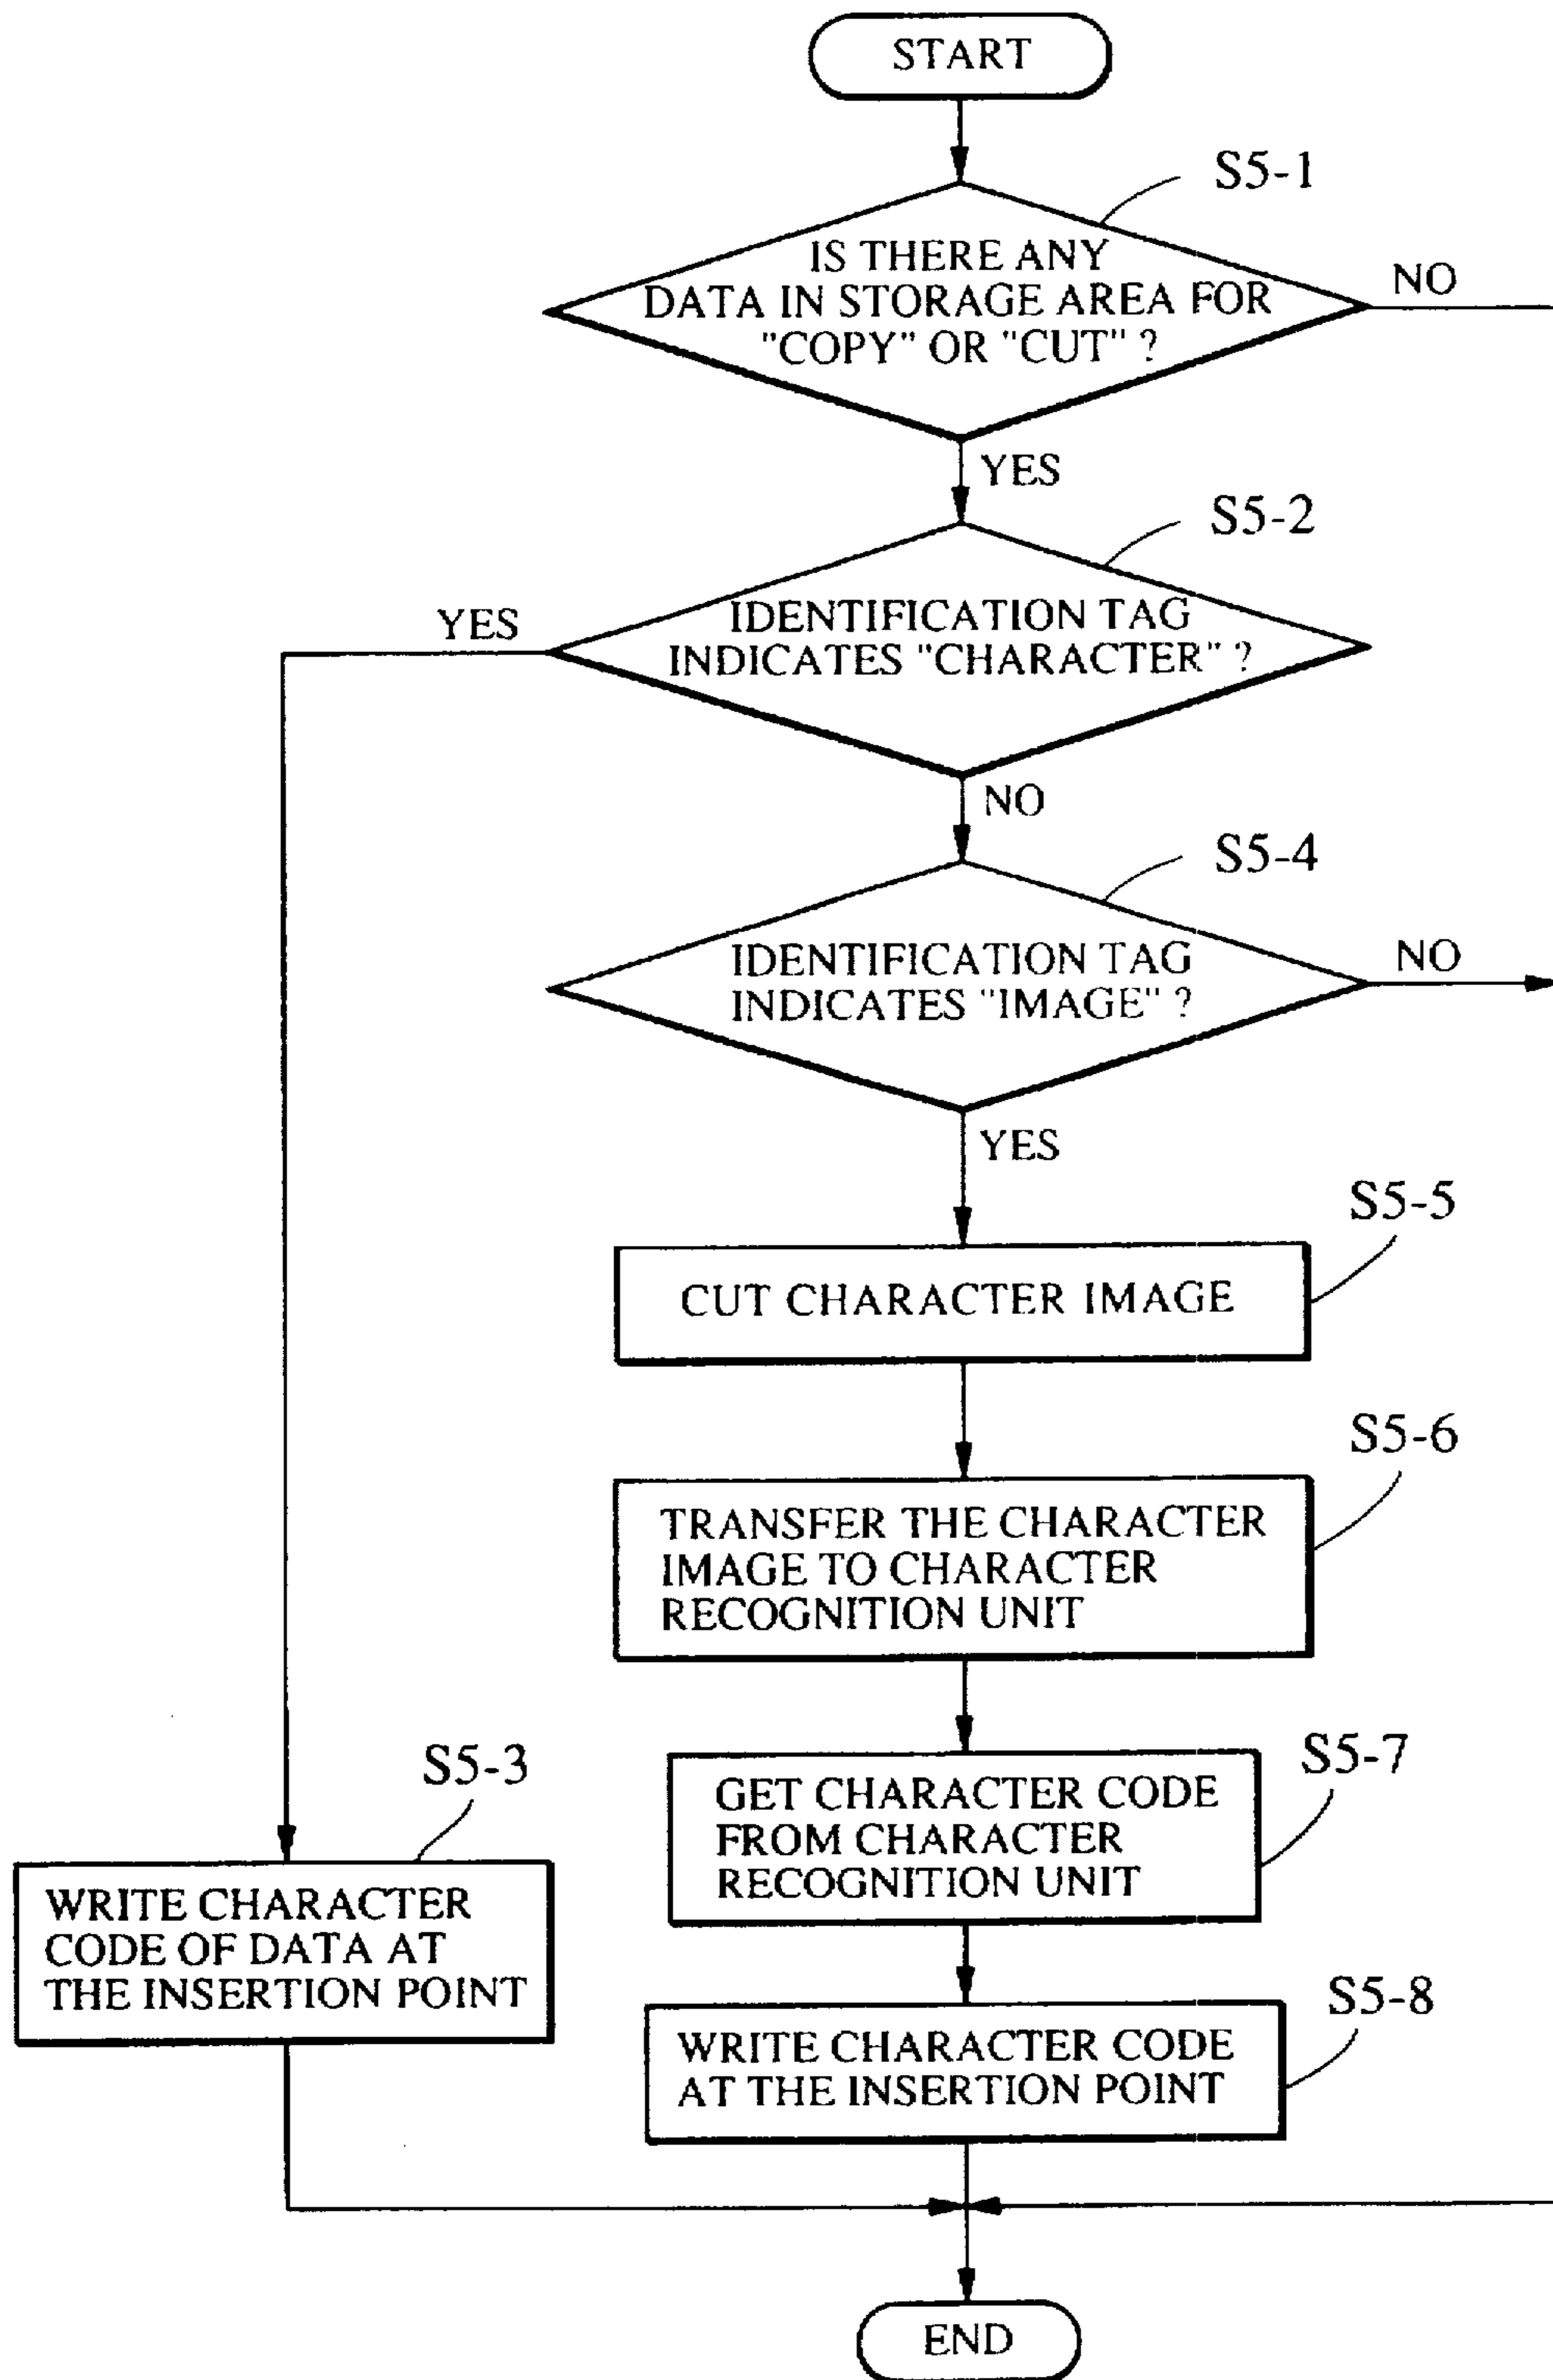 START
S5-1
IS THERE ANY
DATA IN STORAGE AREA FOR
"COPY" OR "CUT" ?
NO
YES
S5-2
YES
IDENTIFICATION TAG
INDICATES "CHARACTER" ?
NO
S5-4
IDENTIFICATION TAG
INDICATES "IMAGE" ?
NO
YES
S5-5
CUT CHARACTER IMAGE
S5-6
TRANSFER THE CHARACTER
IMAGE TO CHARACTER
RECOGNITION UNIT
S5-3
WRITE CHARACTER
CODE OF DATA AT
THE INSERTION POINT
S5-7
GET CHARACTER CODE
FROM CHARACTER
RECOGNITION UNIT
S5-8
WRITE CHARACTER CODE
AT THE INSERTION POINT
END